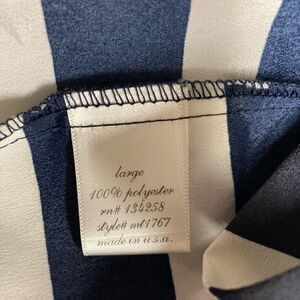 large
100% polyester
rn# 134258
style# mt1767
made in u.s.a.